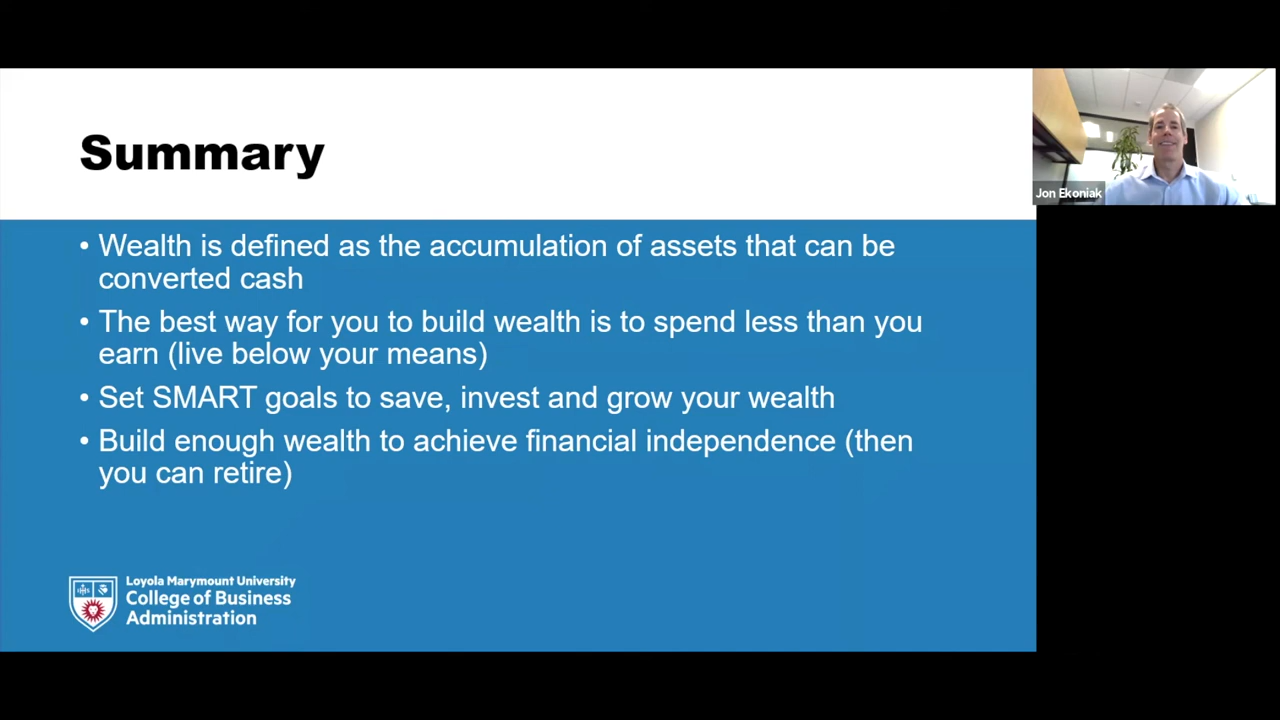 Summary
• Wealth is defined as the accumulation of assets that can be
converted cash
• The best way for you to build wealth is to spend less than you
earn (live below your means)
• Set SMART goals to save, invest and grow your wealth
• Build enough wealth to achieve financial independence (then
you can retire)
Loyola Marymount University
College of Business
Administration
Jon Ekoniak